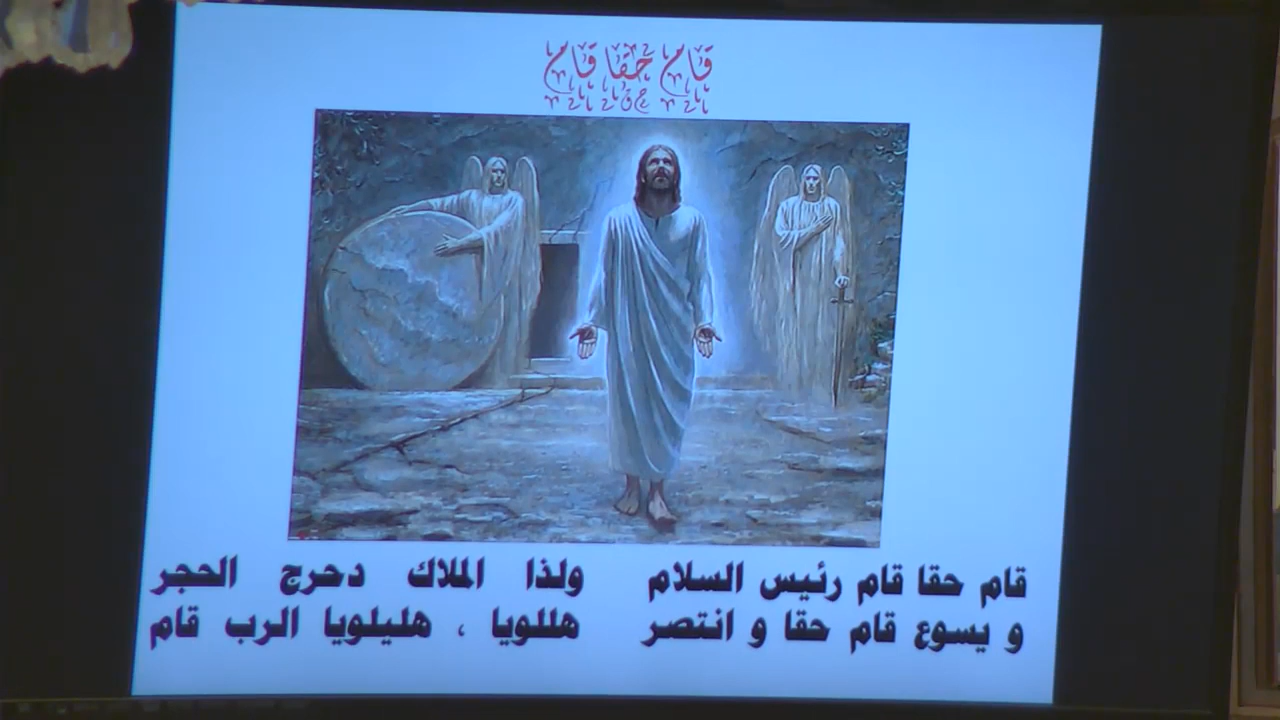 قام حقا قام
قام حقا قام رئيس السلام ولذا الملاك دحرج الحجر
و يسوع قام حقا و انتصر هللويا ، هليلويا الرب قام